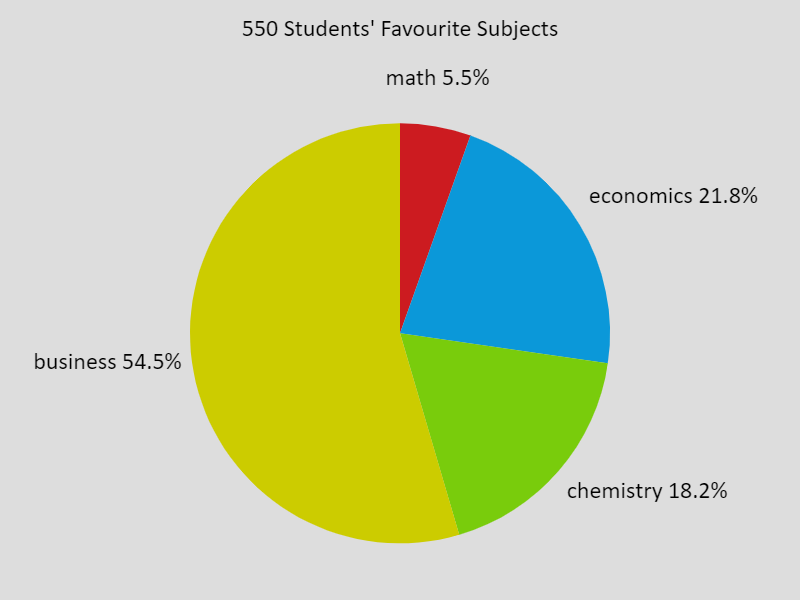 550 Students' Favourite Subjects
math 5.5%
economics 21.8%
business 54.5%
chemistry 18.2%